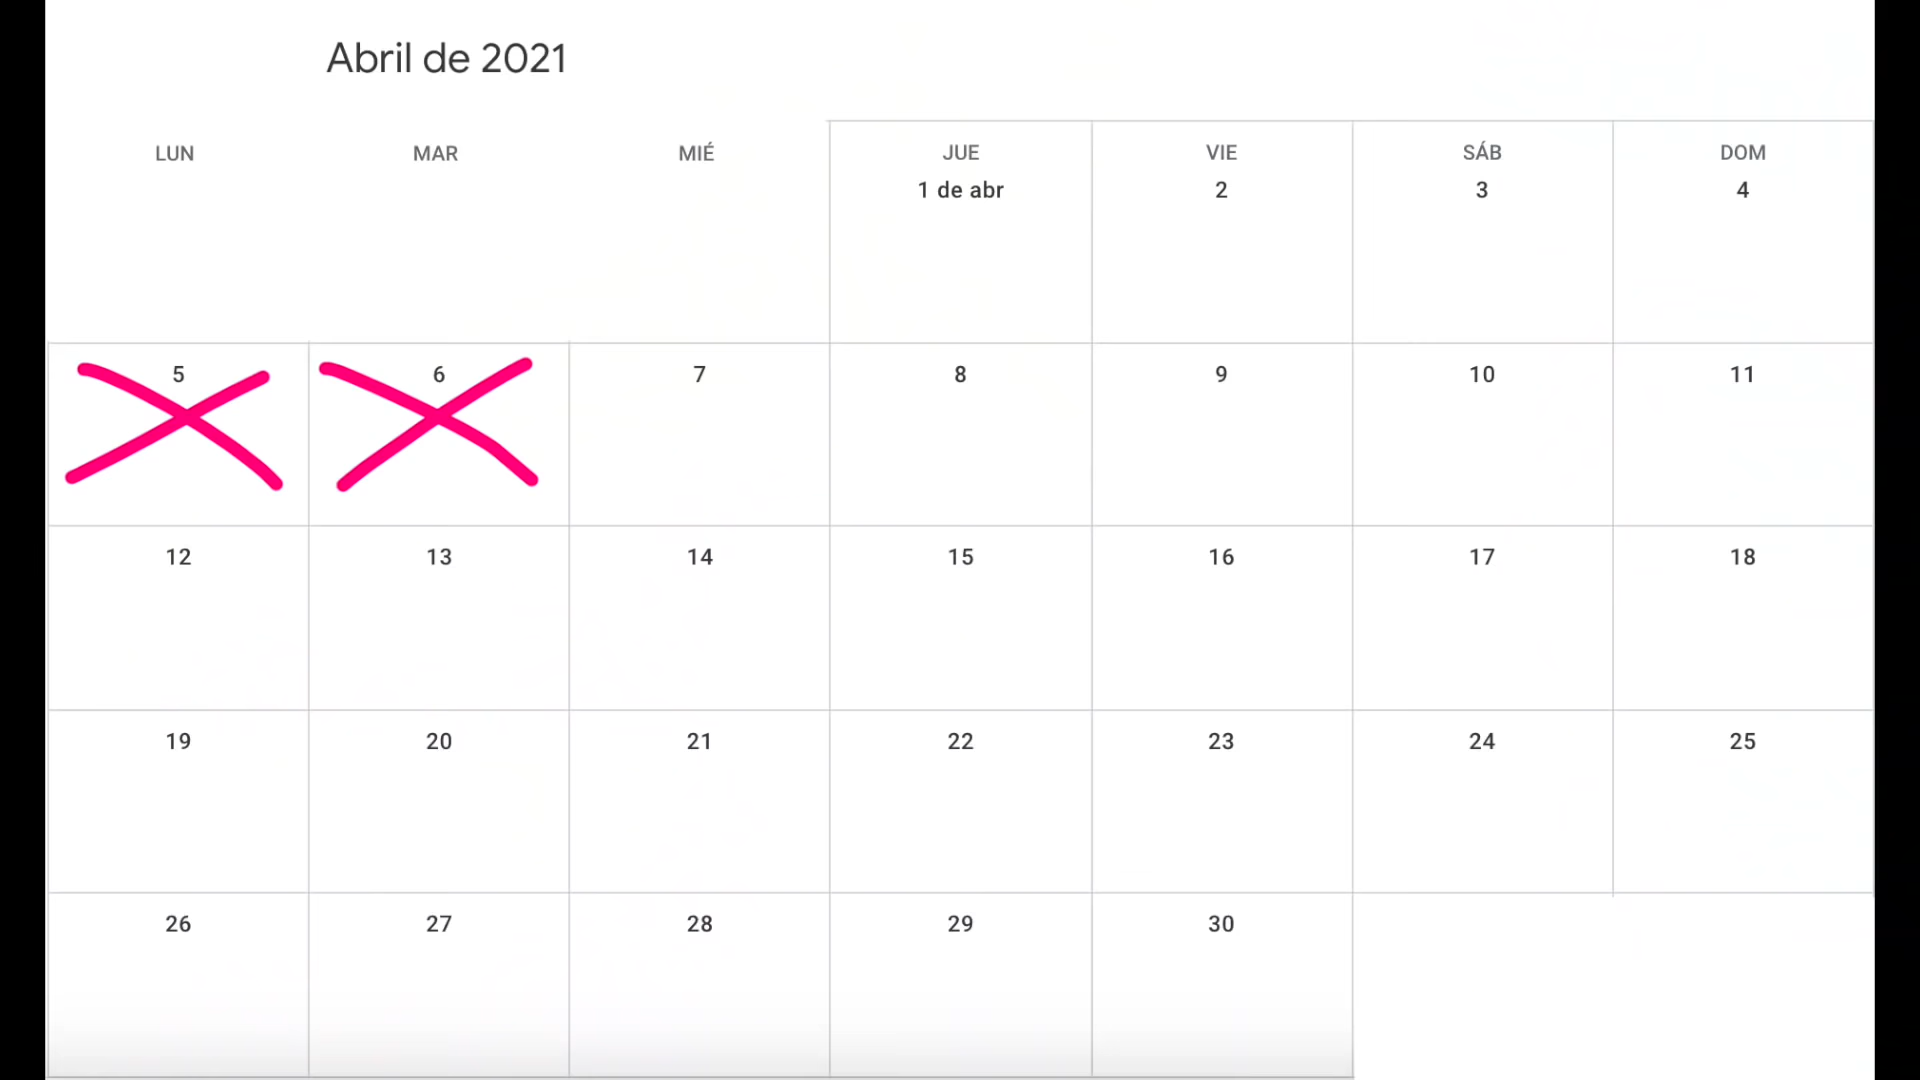 Abril de 2021
LUN MAR MIÉ JUE VIE SÁB DOM
1 de abr 2 3 4
5 6 7 8 9 10 11
12 13 14 15 16 17 18
19 20 21 22 23 24 25
26 27 28 29 30